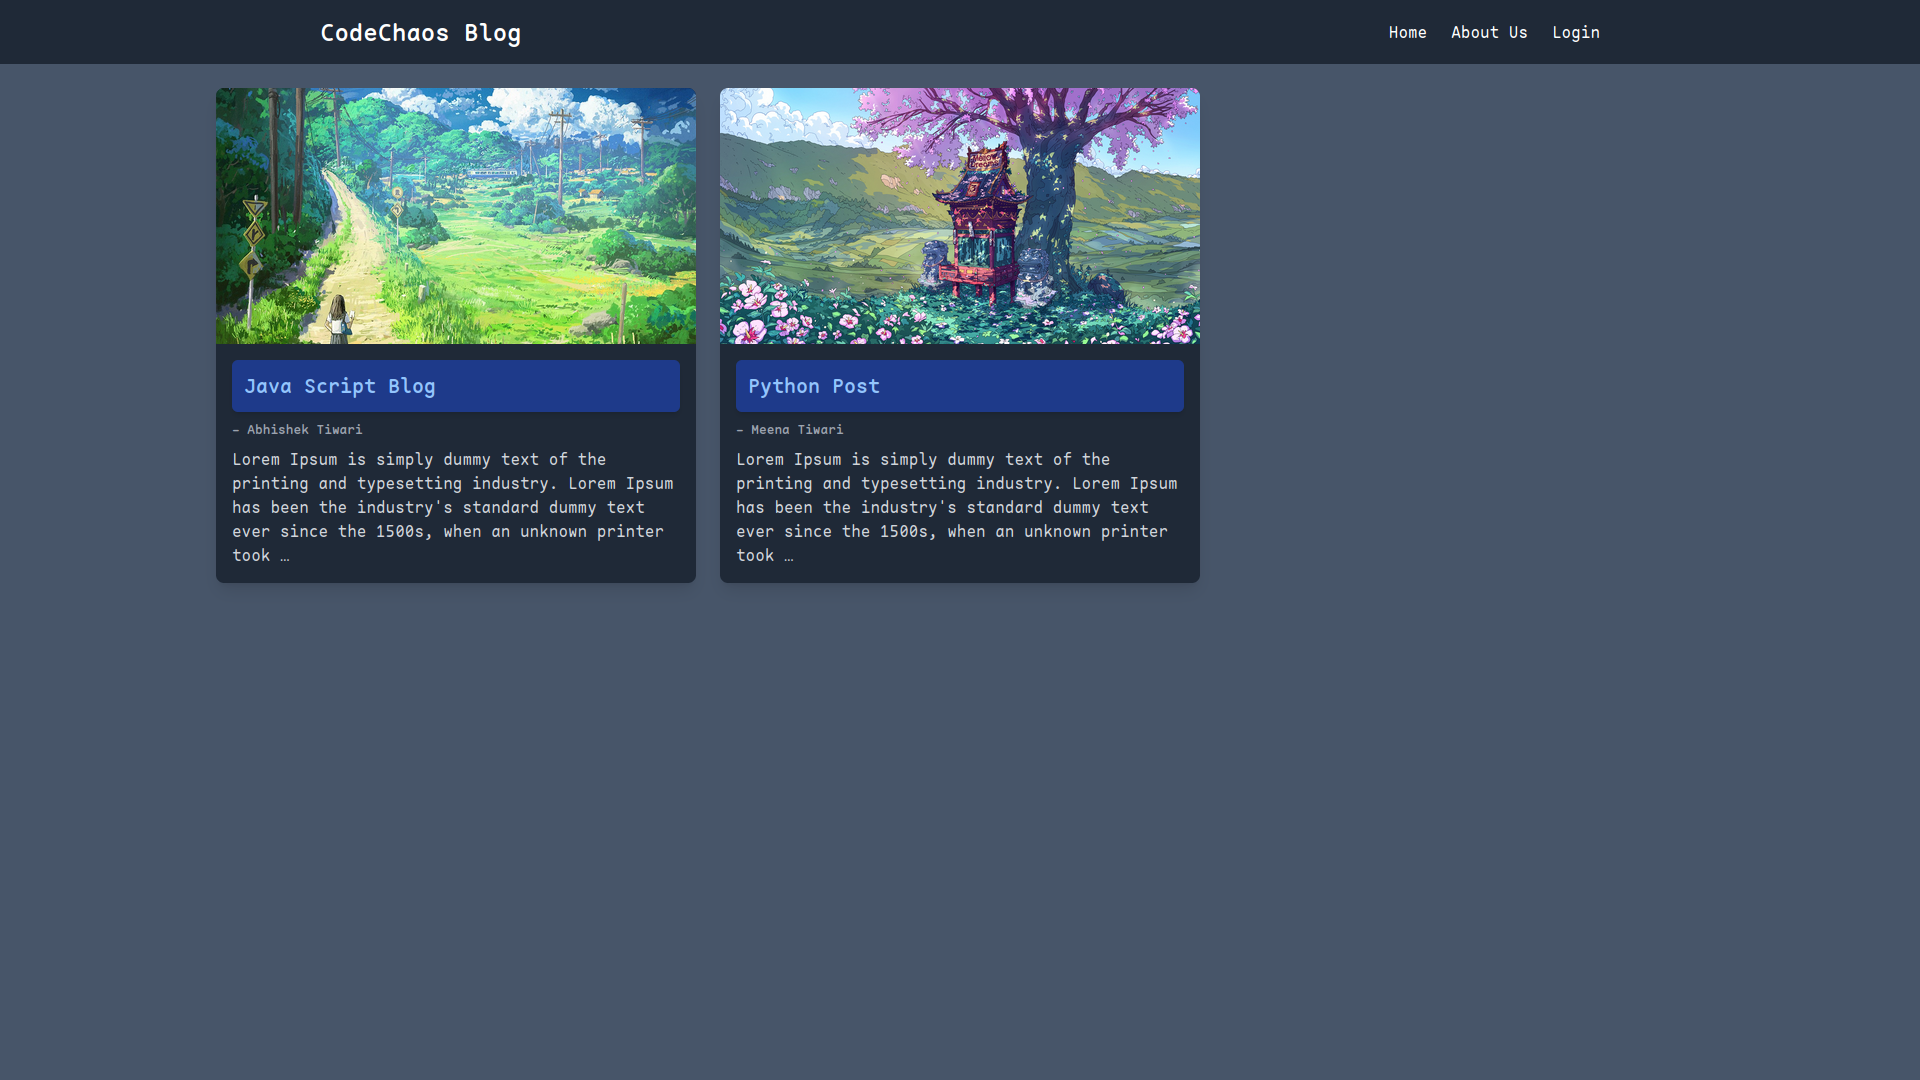 CodeChaos Blog
Home About Us Login
Java Script Blog
– Abhishek Tiwari
Lorem Ipsum is simply dummy text of the
printing and typesetting industry. Lorem Ipsum
has been the industry's standard dummy text
ever since the 1500s, when an unknown printer
took …
Python Post
– Meena Tiwari
Lorem Ipsum is simply dummy text of the
printing and typesetting industry. Lorem Ipsum
has been the industry's standard dummy text
ever since the 1500s, when an unknown printer
took …